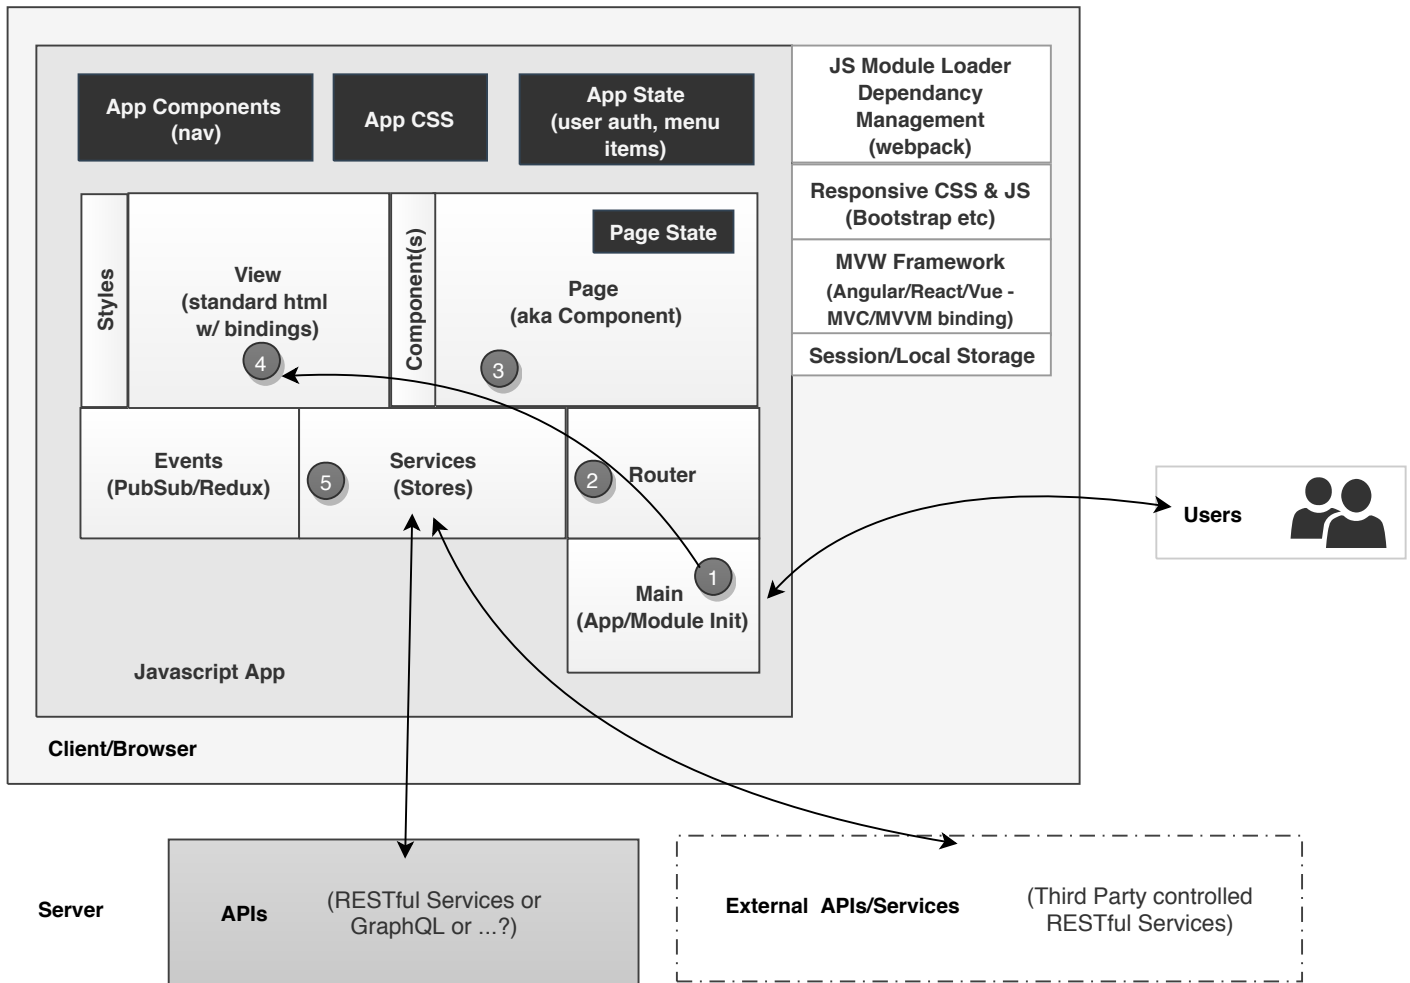 App Components
(nav)
App CSS
App State
(user auth, menu
items)
JS Module Loader
Dependancy
Management
(webpack)
Responsive CSS & JS
(Bootstrap etc)
MVW Framework
(Angular/React/Vue -
MVC/MVVM binding)
Session/Local Storage
Styles
View
(standard html
w/ bindings)
4
Component(s)
Page State
Page
(aka Component)
3
Events
(PubSub/Redux)
5
Services
(Stores)
2
Router
1
Main
(App/Module Init)
Users
Javascript App
Client/Browser
Server
APIs
(RESTful Services or
GraphQL or ...?)
External APIs/Services
(Third Party controlled
RESTful Services)